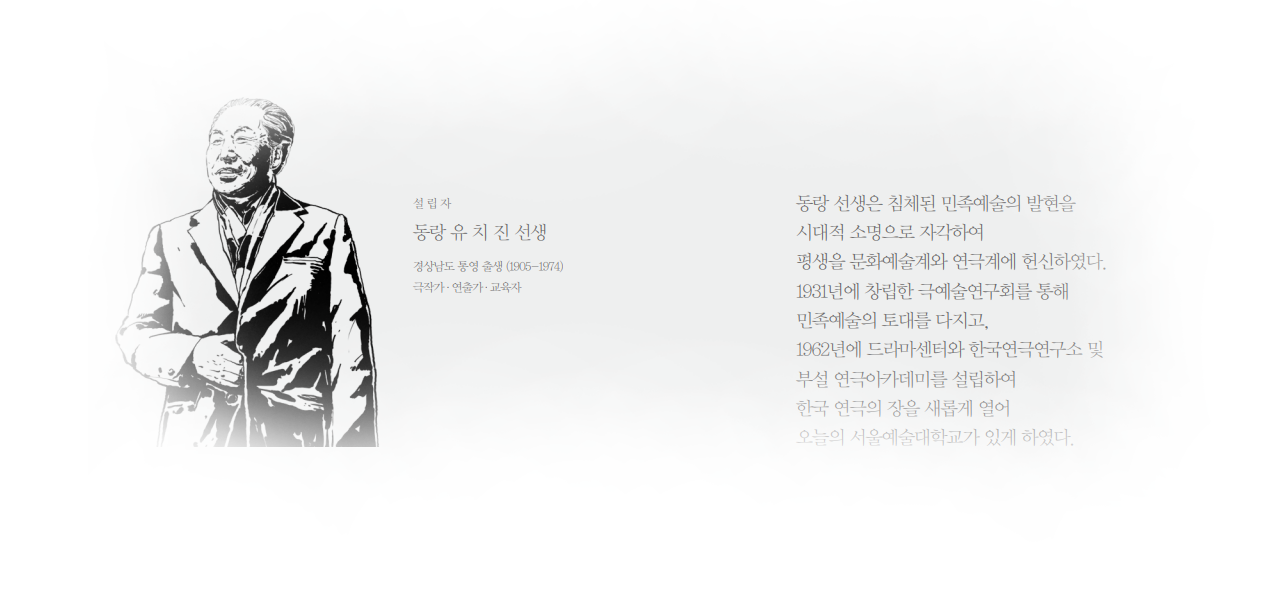 설 립 자
동랑 유 치 진 선생
경상남도 통영 출생 (1905–1974)
극작가 · 연출가 · 교육자
동랑 선생은 침체된 민족예술의 발현을
시대적 소명으로 자각하여
평생을 문화예술계와 연극계에 헌신하였다.
1931년에 창립한 극예술연구회를 통해
민족예술의 토대를 다지고,
1962년에 드라마센터와 한국연극연구소 및
부설 연극아카데미를 설립하여
한국 연극의 장을 새롭게 열어
오늘의 서울예술대학교가 있게 하였다.